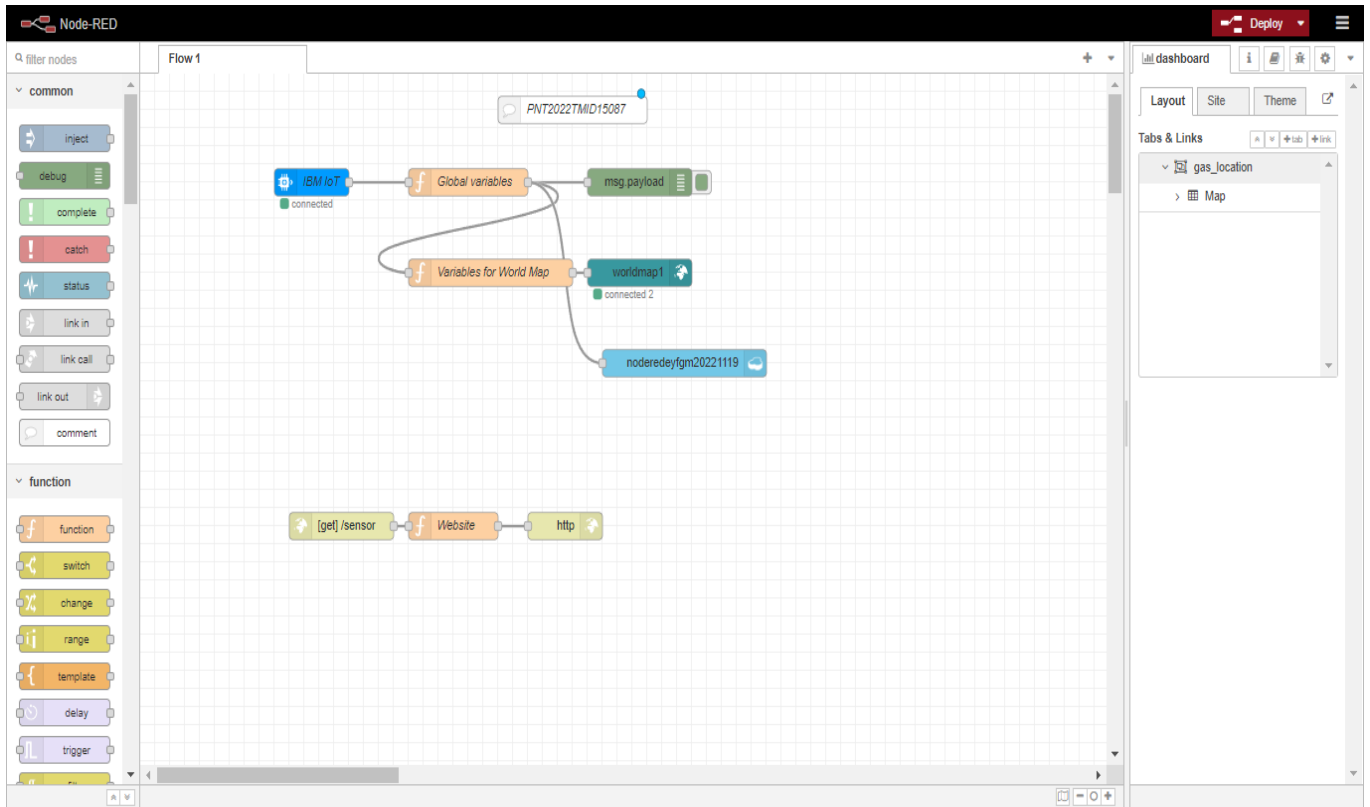 Node-RED
Deploy
filter nodes
common
inject
debug
complete
catch
status
link in
link call
link out
comment
function
function
switch
change
range
template
delay
trigger
Flow 1
PNT2022TMID15087
IBM IoT
connected
Global variables
msg.payload
Variables for World Map
worldmap1
connected 2
noderedeyfgm20221119
[get] /sensor
Website
http
dashboard
Layout
Site
Theme
Tabs & Links
tab
link
gas_location
Map